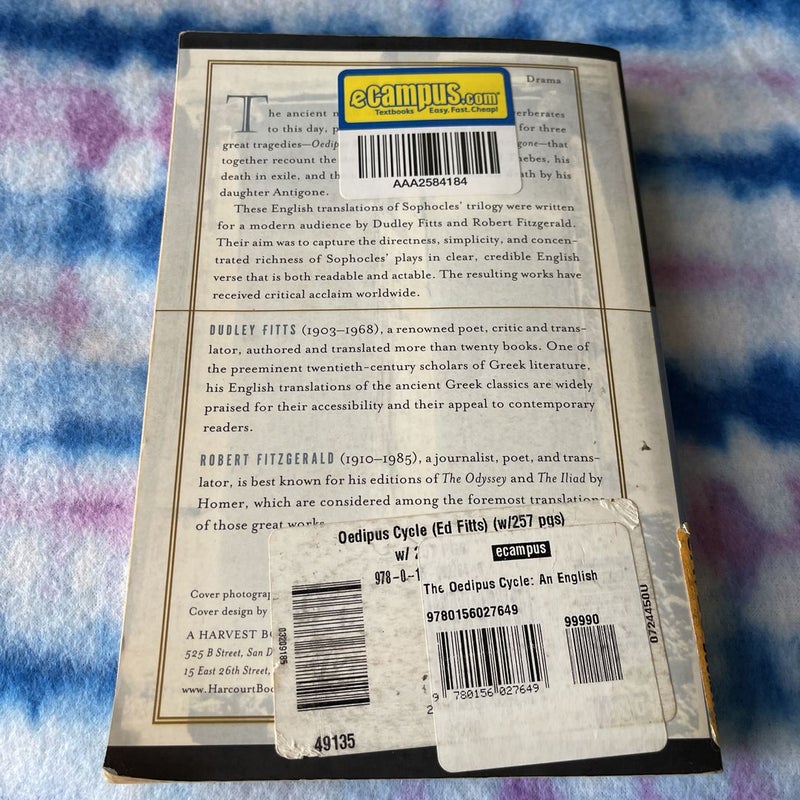 Drama
eCampus.com
Textbooks Easy. Fast. Cheap!
AAA2584184
The ancient
erberates
to this day,
for three
great tragedies—Oedip
gone—that
together recount the
hebes, his
death in exile, and th
ath by his
daughter Antigone.
These English translations of Sophocles' trilogy were written
for a modern audience by Dudley Fitts and Robert Fitzgerald.
Their aim was to capture the directness, simplicity, and concen-
trated richness of Sophocles' plays in clear, credible English
verse that is both readable and actable. The resulting works have
received critical acclaim worldwide.
DUDLEY FITTS (1903–1968), a renowned poet, critic and trans-
lator, authored and translated more than twenty books. One of
the preeminent twentieth-century scholars of Greek literature,
his English translations of the ancient Greek classics are widely
praised for their accessibility and their appeal to contemporary
readers.
ROBERT FITZGERALD (1910–1985), a journalist, poet, and trans-
lator, is best known for his editions of The Odyssey and The Iliad by
Homer, which are considered among the foremost translations
of those great works
Oedipus Cycle (Ed Fitts) (w/257 pgs)
w/
978-0-1
ecampus
The Oedipus Cycle: An English
9780156027649
99990
9 780156 027649
0309185
0724450U
49135
Cover photograp
Cover design by
A HARVEST BO
525 B Street, San D
15 East 26th Street,
www.HarcourtBoo